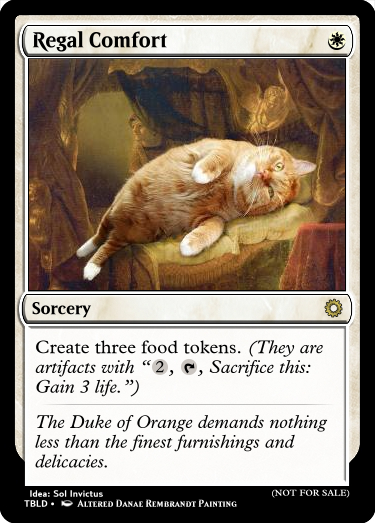 Regal Comfort
Sorcery
Create three food tokens. (They are
artifacts with “2, , Sacrifice this:
Gain 3 life.”)
The Duke of Orange demands nothing
less than the finest furnishings and
delicacies.
Idea: Sol Invictus
(NOT FOR SALE)
TBLD • Altered Danae Rembrandt Painting